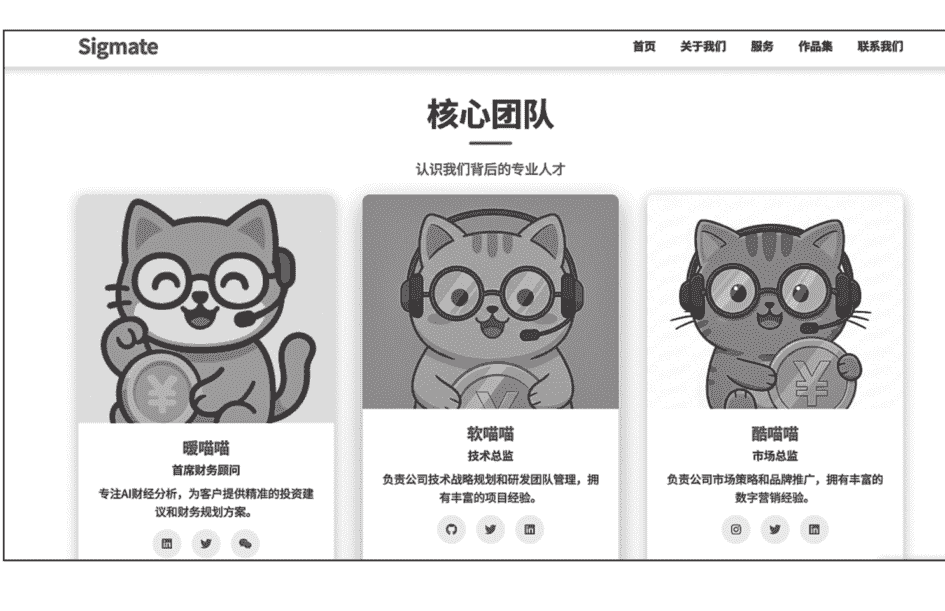 Sigmate
首页 关于我们 服务 作品集 联系我们
核心团队
认识我们背后的专业人才
¥
暖喵喵
首席财务顾问
专注AI财经分析，为客户提供精准的投资建
议和财务规划方案。
¥
软喵喵
技术总监
负责公司技术战略规划和研发团队管理，拥
有丰富的项目经验。
¥
酷喵喵
市场总监
负责公司市场策略和品牌推广，拥有丰富的
数字营销经验。